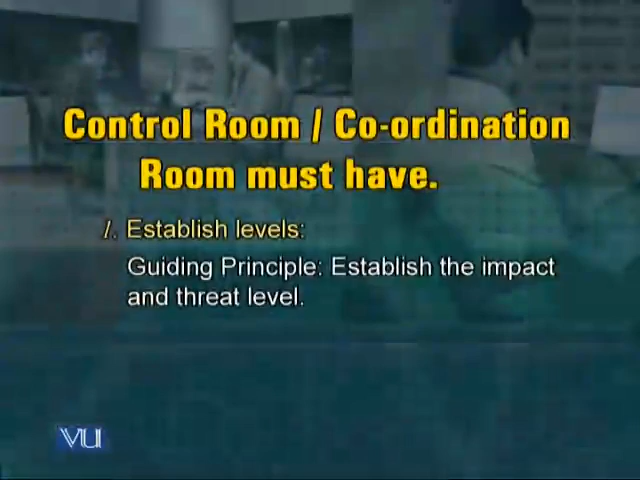 Control Room / Co-ordination
Room must have.
/. Establish levels:
Guiding Principle: Establish the impact
and threat level.
VU